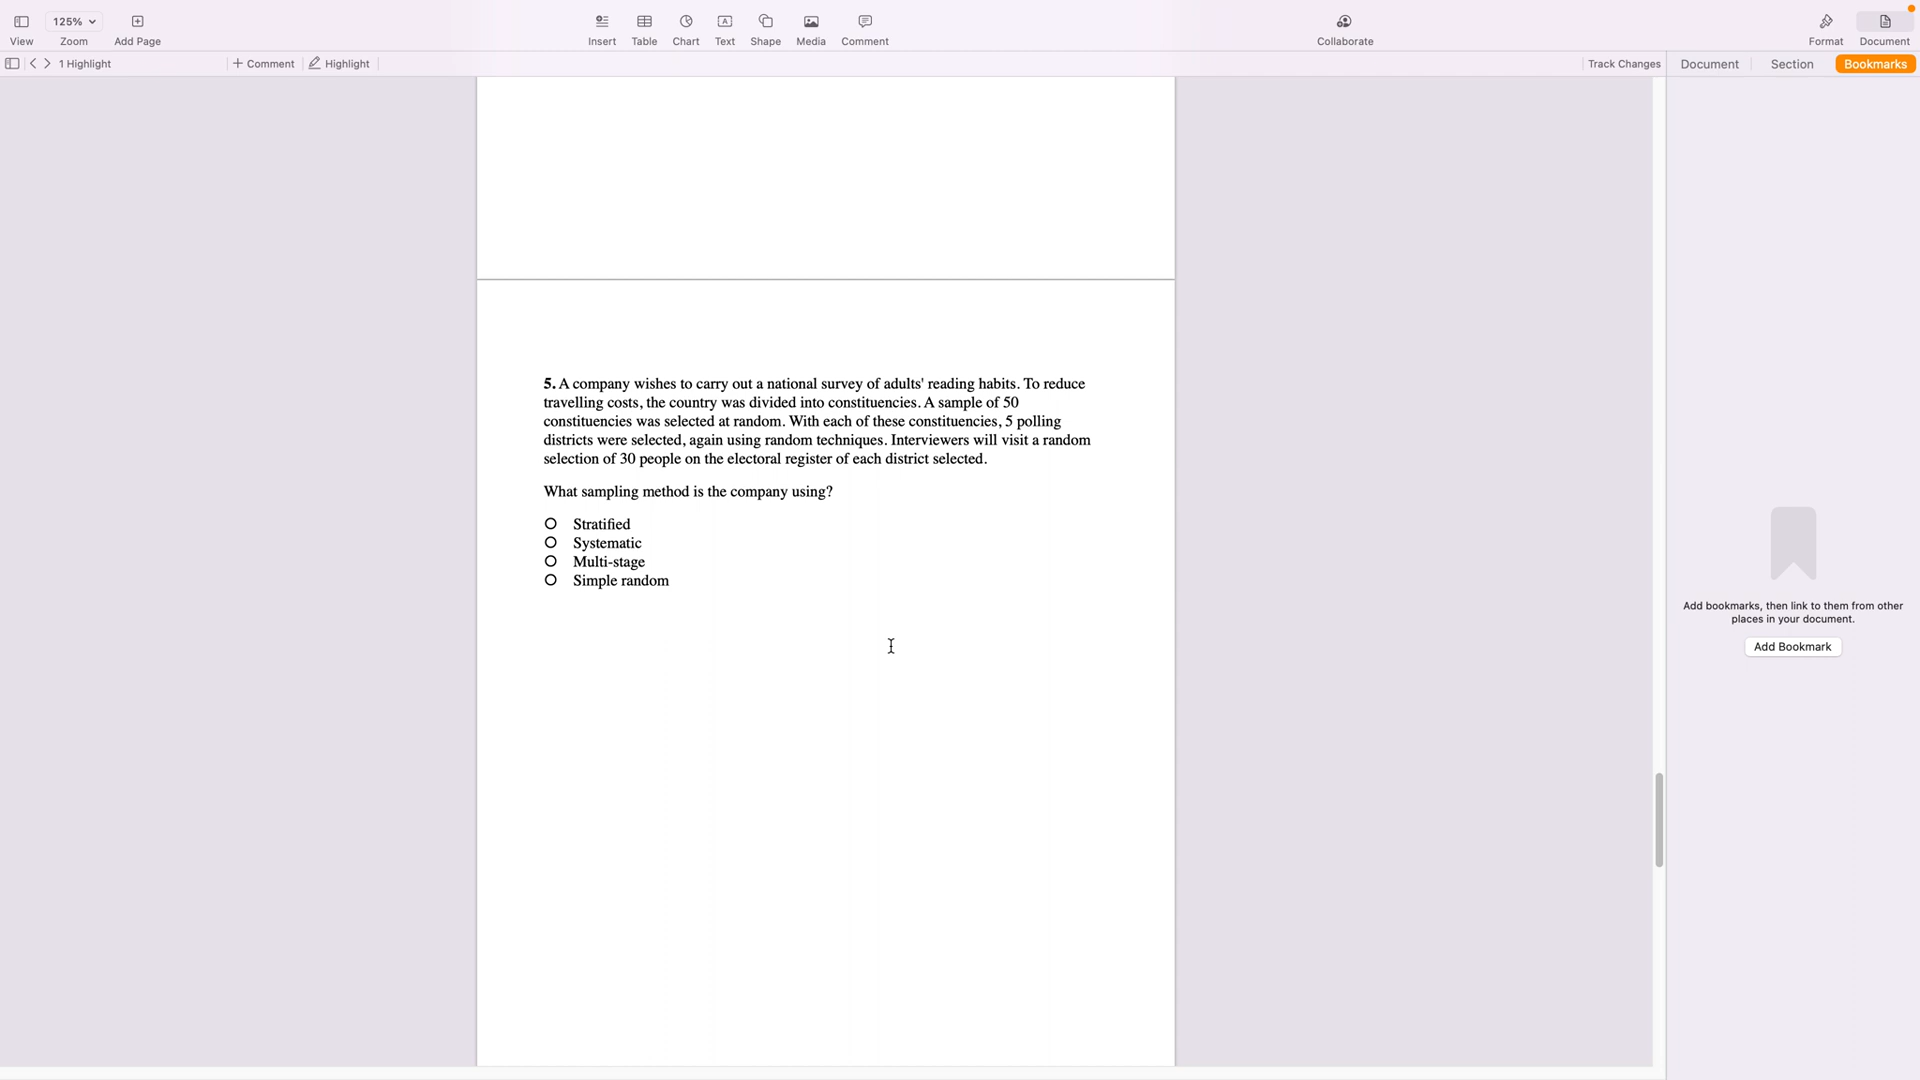 125%
View
Zoom
Add Page
Insert
Table
Chart
Text
Shape
Media
Comment
Collaborate
Format
Document
1 Highlight
Comment
Highlight
Track Changes
Document
Section
Bookmarks
5. A company wishes to carry out a national survey of adults' reading habits. To reduce
travelling costs, the country was divided into constituencies. A sample of 50
constituencies was selected at random. With each of these constituencies, 5 polling
districts were selected, again using random techniques. Interviewers will visit a random
selection of 30 people on the electoral register of each district selected.
What sampling method is the company using?
Stratified
Systematic
Multi-stage
Simple random
Add bookmarks, then link to them from other
places in your document.
Add Bookmark